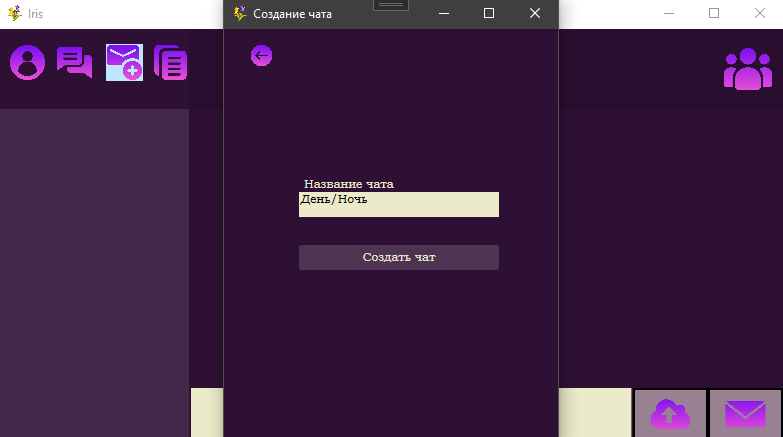 Iris
Создание чата
Название чата
День/Ночь
Создать чат